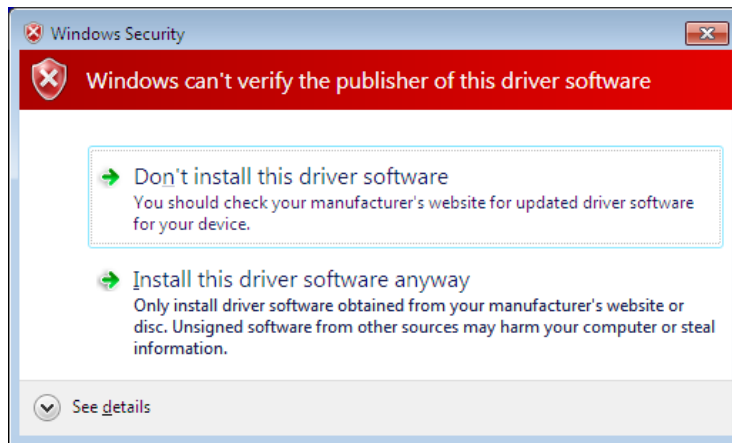 Windows Security
Windows can't verify the publisher of this driver software
Don't install this driver software
You should check your manufacturer's website for updated driver software
for your device.
Install this driver software anyway
Only install driver software obtained from your manufacturer's website or
disc. Unsigned software from other sources may harm your computer or steal
information.
See details